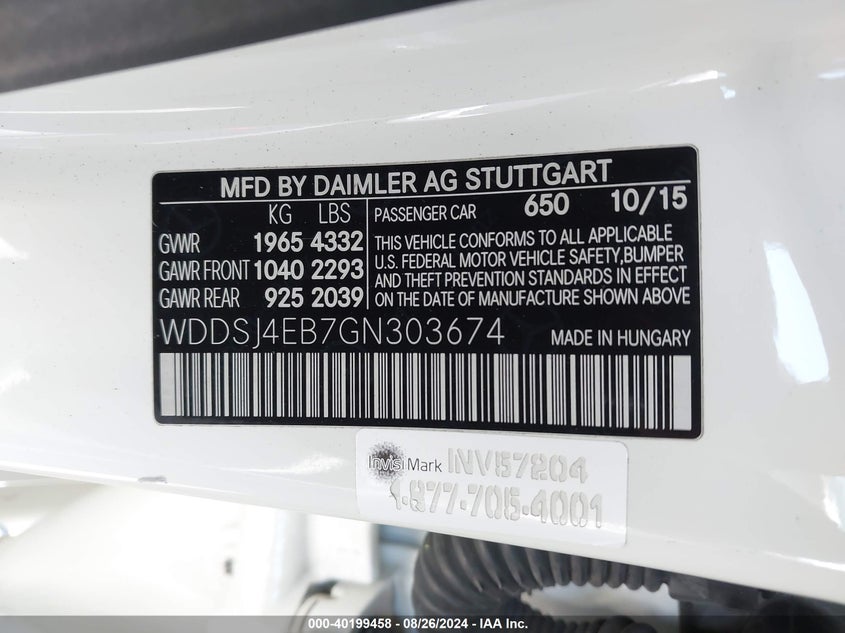 MFD BY DAIMLER AG STUTTGART
KG LBS
GVWR 1965 4332
GAWR FRONT 1040 2293
GAWR REAR 925 2039
PASSENGER CAR 650 10/15
THIS VEHICLE CONFORMS TO ALL APPLICABLE
U.S. FEDERAL MOTOR VEHICLE SAFETY,BUMPER
AND THEFT PREVENTION STANDARDS IN EFFECT
ON THE DATE OF MANUFACTURE SHOWN ABOVE
WDDSJ4EB7GN303674 MADE IN HUNGARY
InvisiMark INV57204
1-877-705-4001
000-40199458 - 08/26/2024 - © IAA, Inc.